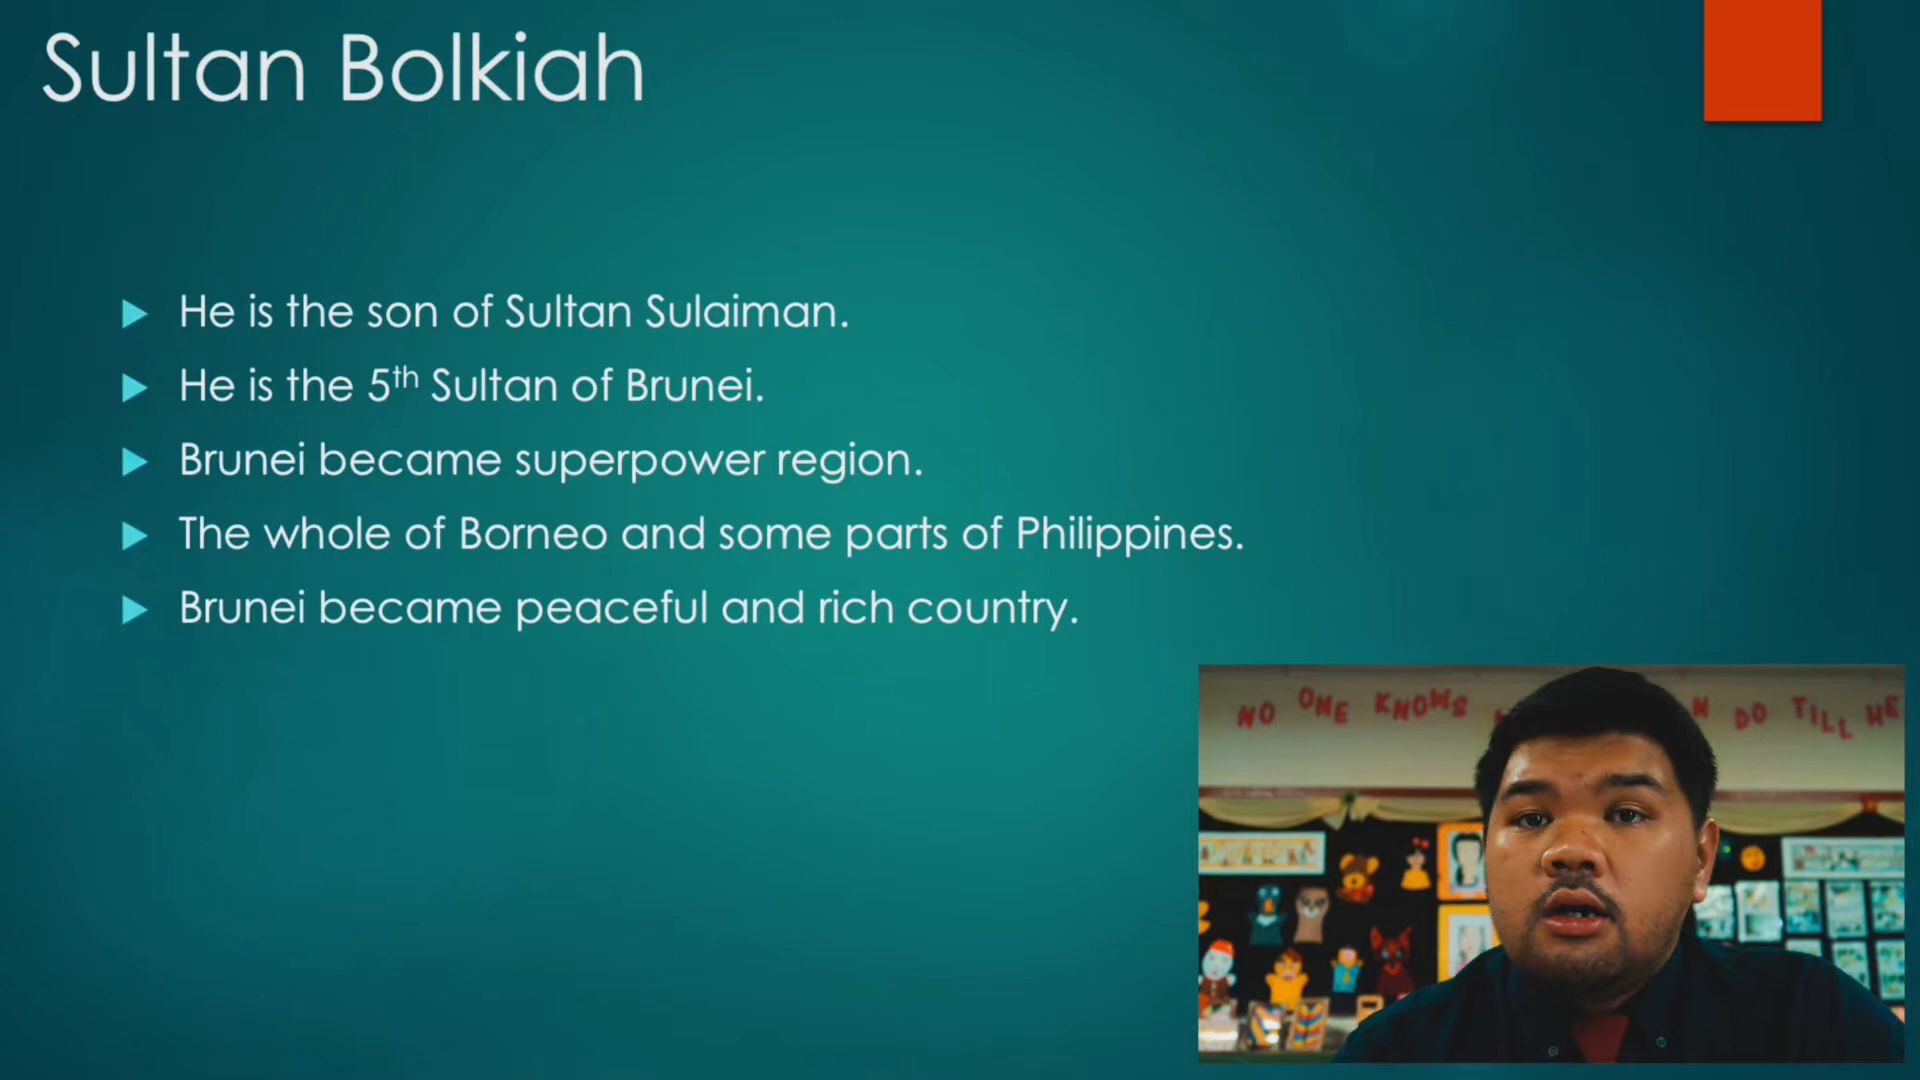 Sultan Bolkiah
He is the son of Sultan Sulaiman.
He is the 5th Sultan of Brunei.
Brunei became superpower region.
The whole of Borneo and some parts of Philippines.
Brunei became peaceful and rich country.
NO ONE KNOWS DO TILL HE